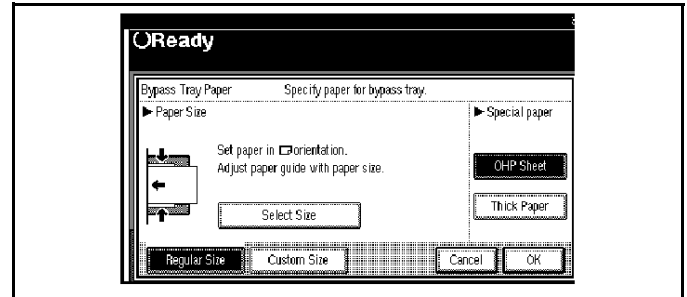 Ready
Bypass Tray Paper Specify paper for bypass tray.
► Paper Size
► Special paper
Set paper in orientation.
Adjust paper guide with paper size.
OHP Sheet
Select Size
Thick Paper
Regular Size Custom Size Cancel OK